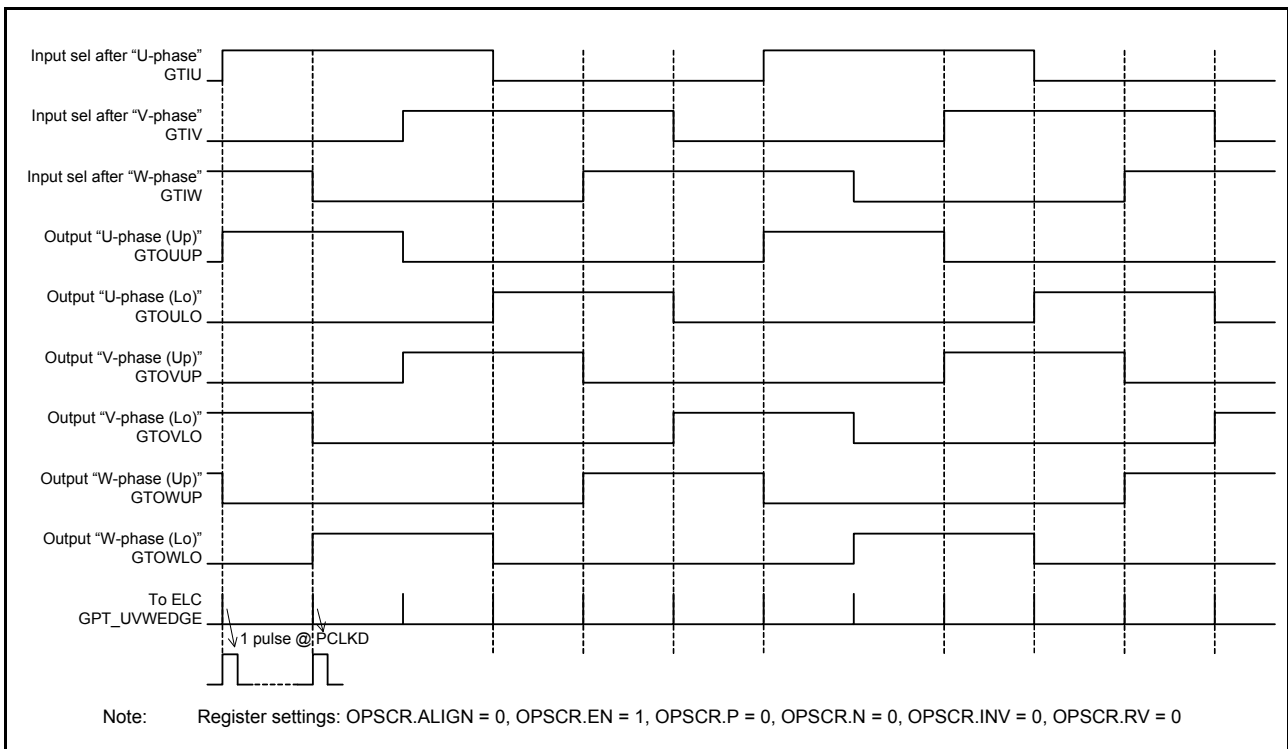 Input sel after “U-phase”
GTIU
Input sel after “V-phase”
GTIV
Input sel after “W-phase”
GTIW
Output “U-phase (Up)”
GTOUUP
Output “U-phase (Lo)”
GTOULO
Output “V-phase (Up)”
GTOVUP
Output “V-phase (Lo)”
GTOVLO
Output “W-phase (Up)”
GTOWUP
Output “W-phase (Lo)”
GTOWLO
To ELC
GPT_UVWEDGE
1 pulse @ PCLKD
Note: Register settings: OPSCR.ALIGN = 0, OPSCR.EN = 1, OPSCR.P = 0, OPSCR.N = 0, OPSCR.INV = 0, OPSCR.RV = 0